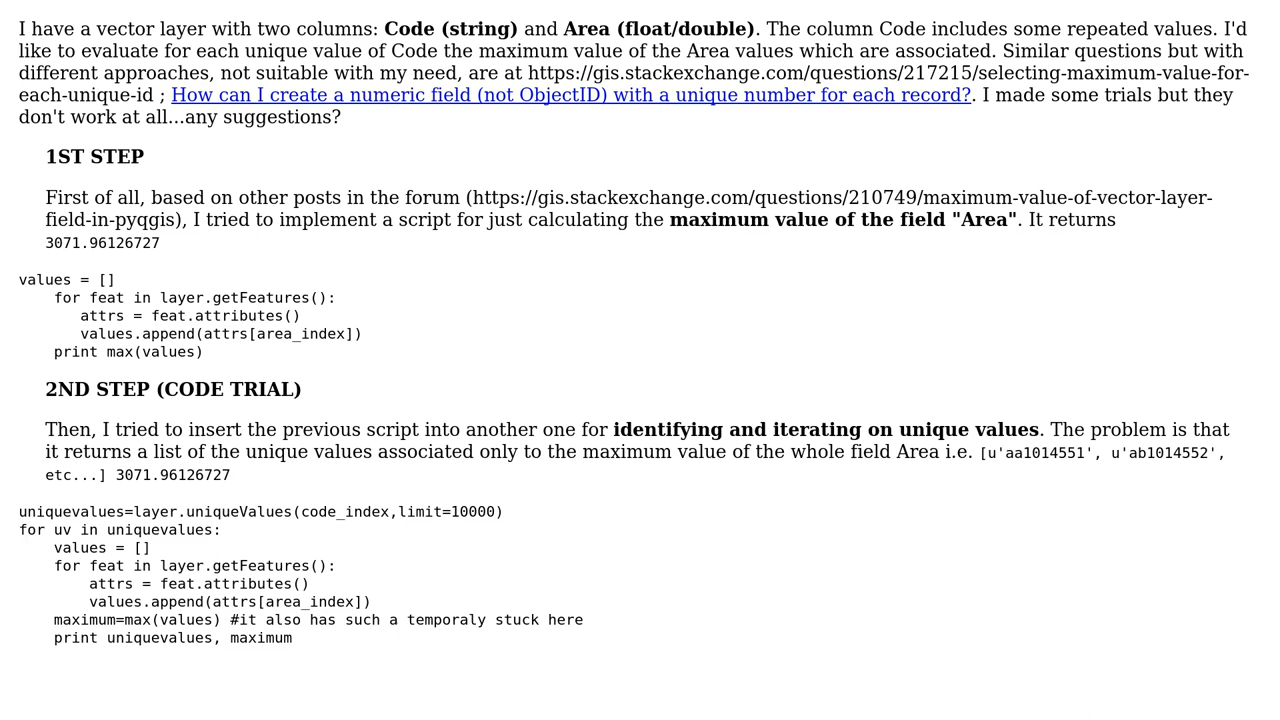 I have a vector layer with two columns: Code (string) and Area (float/double). The column Code includes some repeated values. I'd
like to evaluate for each unique value of Code the maximum value of the Area values which are associated. Similar questions but with
different approaches, not suitable with my need, are at https://gis.stackexchange.com/questions/217215/selecting-maximum-value-for-
each-unique-id ; How can I create a numeric field (not ObjectID) with a unique number for each record?. I made some trials but they
don't work at all...any suggestions?
1ST STEP
First of all, based on other posts in the forum (https://gis.stackexchange.com/questions/210749/maximum-value-of-vector-layer-
field-in-pyqgis), I tried to implement a script for just calculating the maximum value of the field "Area". It returns
3071.96126727
values = []
    for feat in layer.getFeatures():
       attrs = feat.attributes()
       values.append(attrs[area_index])
    print max(values)
2ND STEP (CODE TRIAL)
Then, I tried to insert the previous script into another one for identifying and iterating on unique values. The problem is that
it returns a list of the unique values associated only to the maximum value of the whole field Area i.e. [u'aa1014551', u'ab1014552',
etc...] 3071.96126727
uniquevalues=layer.uniqueValues(code_index,limit=10000)
for uv in uniquevalues:
    values = []
    for feat in layer.getFeatures():
        attrs = feat.attributes()
        values.append(attrs[area_index])
    maximum=max(values) #it also has such a temporaly stuck here
    print uniquevalues, maximum